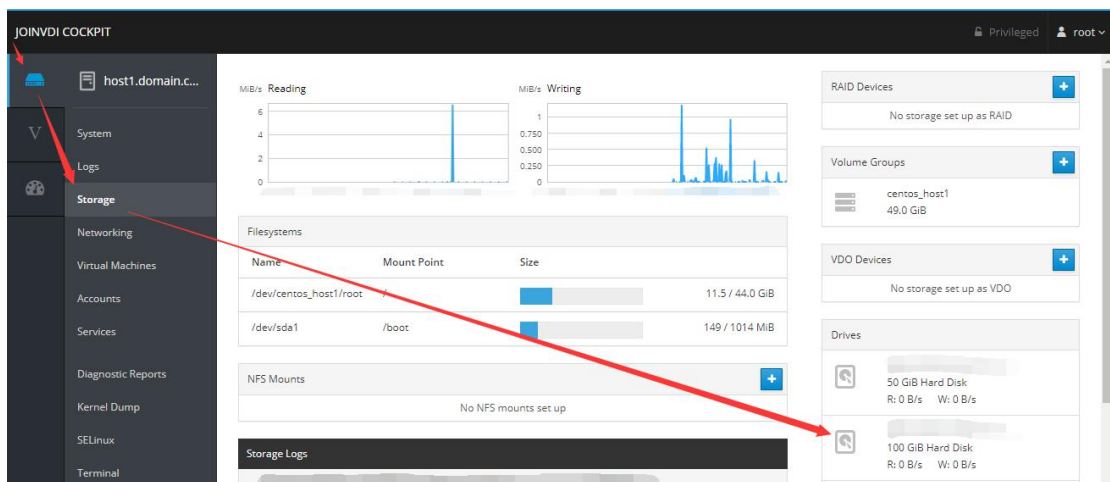 JOINVDI COCKPIT
Privileged
root
host1.domain.c...
V
System
Logs
Storage
Networking
Virtual Machines
Accounts
Services
Diagnostic Reports
Kernel Dump
SELinux
Terminal
MiB/s Reading
6
4
2
0
MiB/s Writing
1
0.750
0.500
0.250
0
Filesystems
Name Mount Point Size
/dev/centos_host1/root / 11.5 / 44.0 GiB
/dev/sda1 /boot 149 / 1014 MiB
NFS Mounts
No NFS mounts set up
Storage Logs
RAID Devices
No storage set up as RAID
Volume Groups
centos_host1
49.0 GiB
VDO Devices
No storage set up as VDO
Drives
50 GiB Hard Disk
R: 0 B/s W: 0 B/s
100 GiB Hard Disk
R: 0 B/s W: 0 B/s